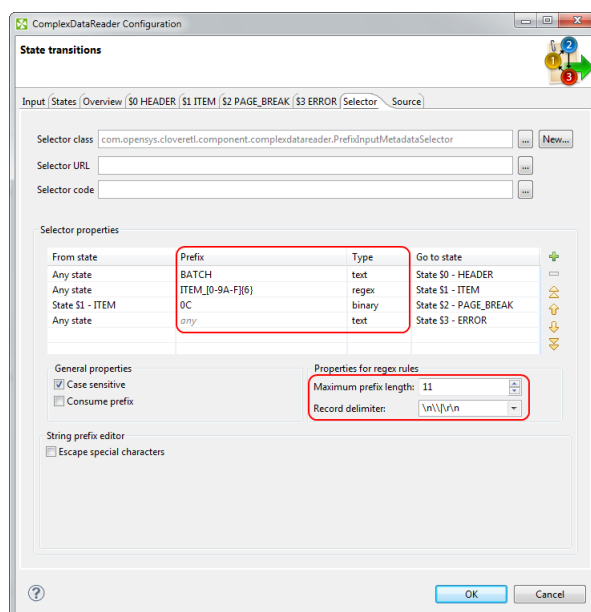 ComplexDataReader Configuration
State transitions
2
1
3
Input States Overview $0 HEADER $1 ITEM $2 PAGE_BREAK $3 ERROR Selector Source
Selector class com.opensys.cloveretl.component.complexdatareader.PrefixInputMetadataSelector ... New...
Selector URL ...
Selector code ...
Selector properties
From state Prefix Type Go to state
Any state BATCH text State $0 - HEADER
Any state ITEM_[0-9A-F]{6} regex State $1 - ITEM
State $1 - ITEM 0C binary State $2 - PAGE_BREAK
Any state any text State $3 - ERROR
General properties Properties for regex rules
Case sensitive Maximum prefix length: 11
Consume prefix Record delimiter: \n\\|\r\n
String prefix editor
Escape special characters
? OK Cancel